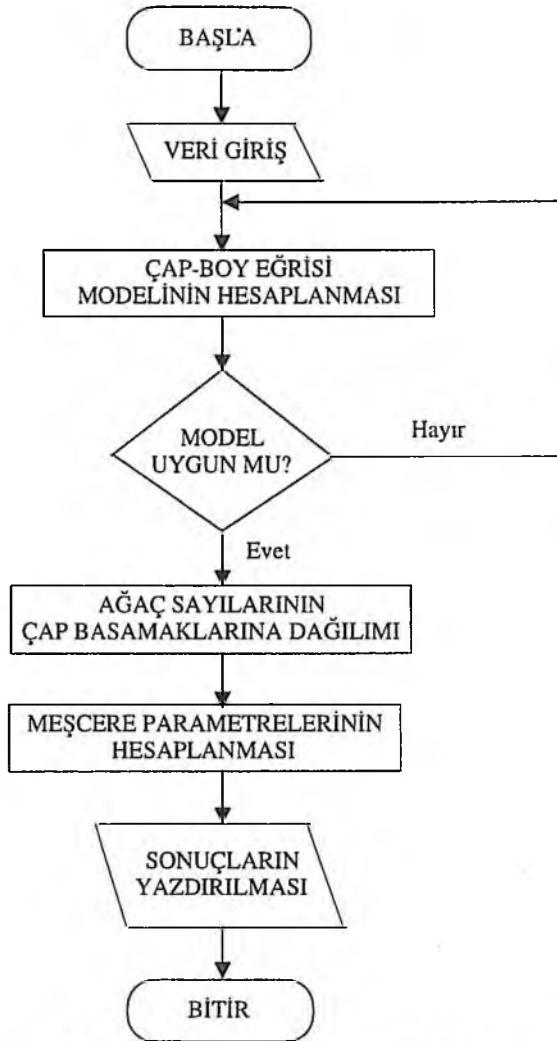 BAŞLA
VERİ GİRİŞ
ÇAP-BOY EĞRİSİ
MODELİNİN HESAPLANMASI
MODEL
UYGUN MU?
Hayır
Evet
AĞAÇ SAYILARININ
ÇAP BASAMAKLARINA DAĞILIMI
MEŞCERE PARAMETRELERİNİN
HESAPLANMASI
SONUÇLARIN
YAZDIRILMASI
BİTİR